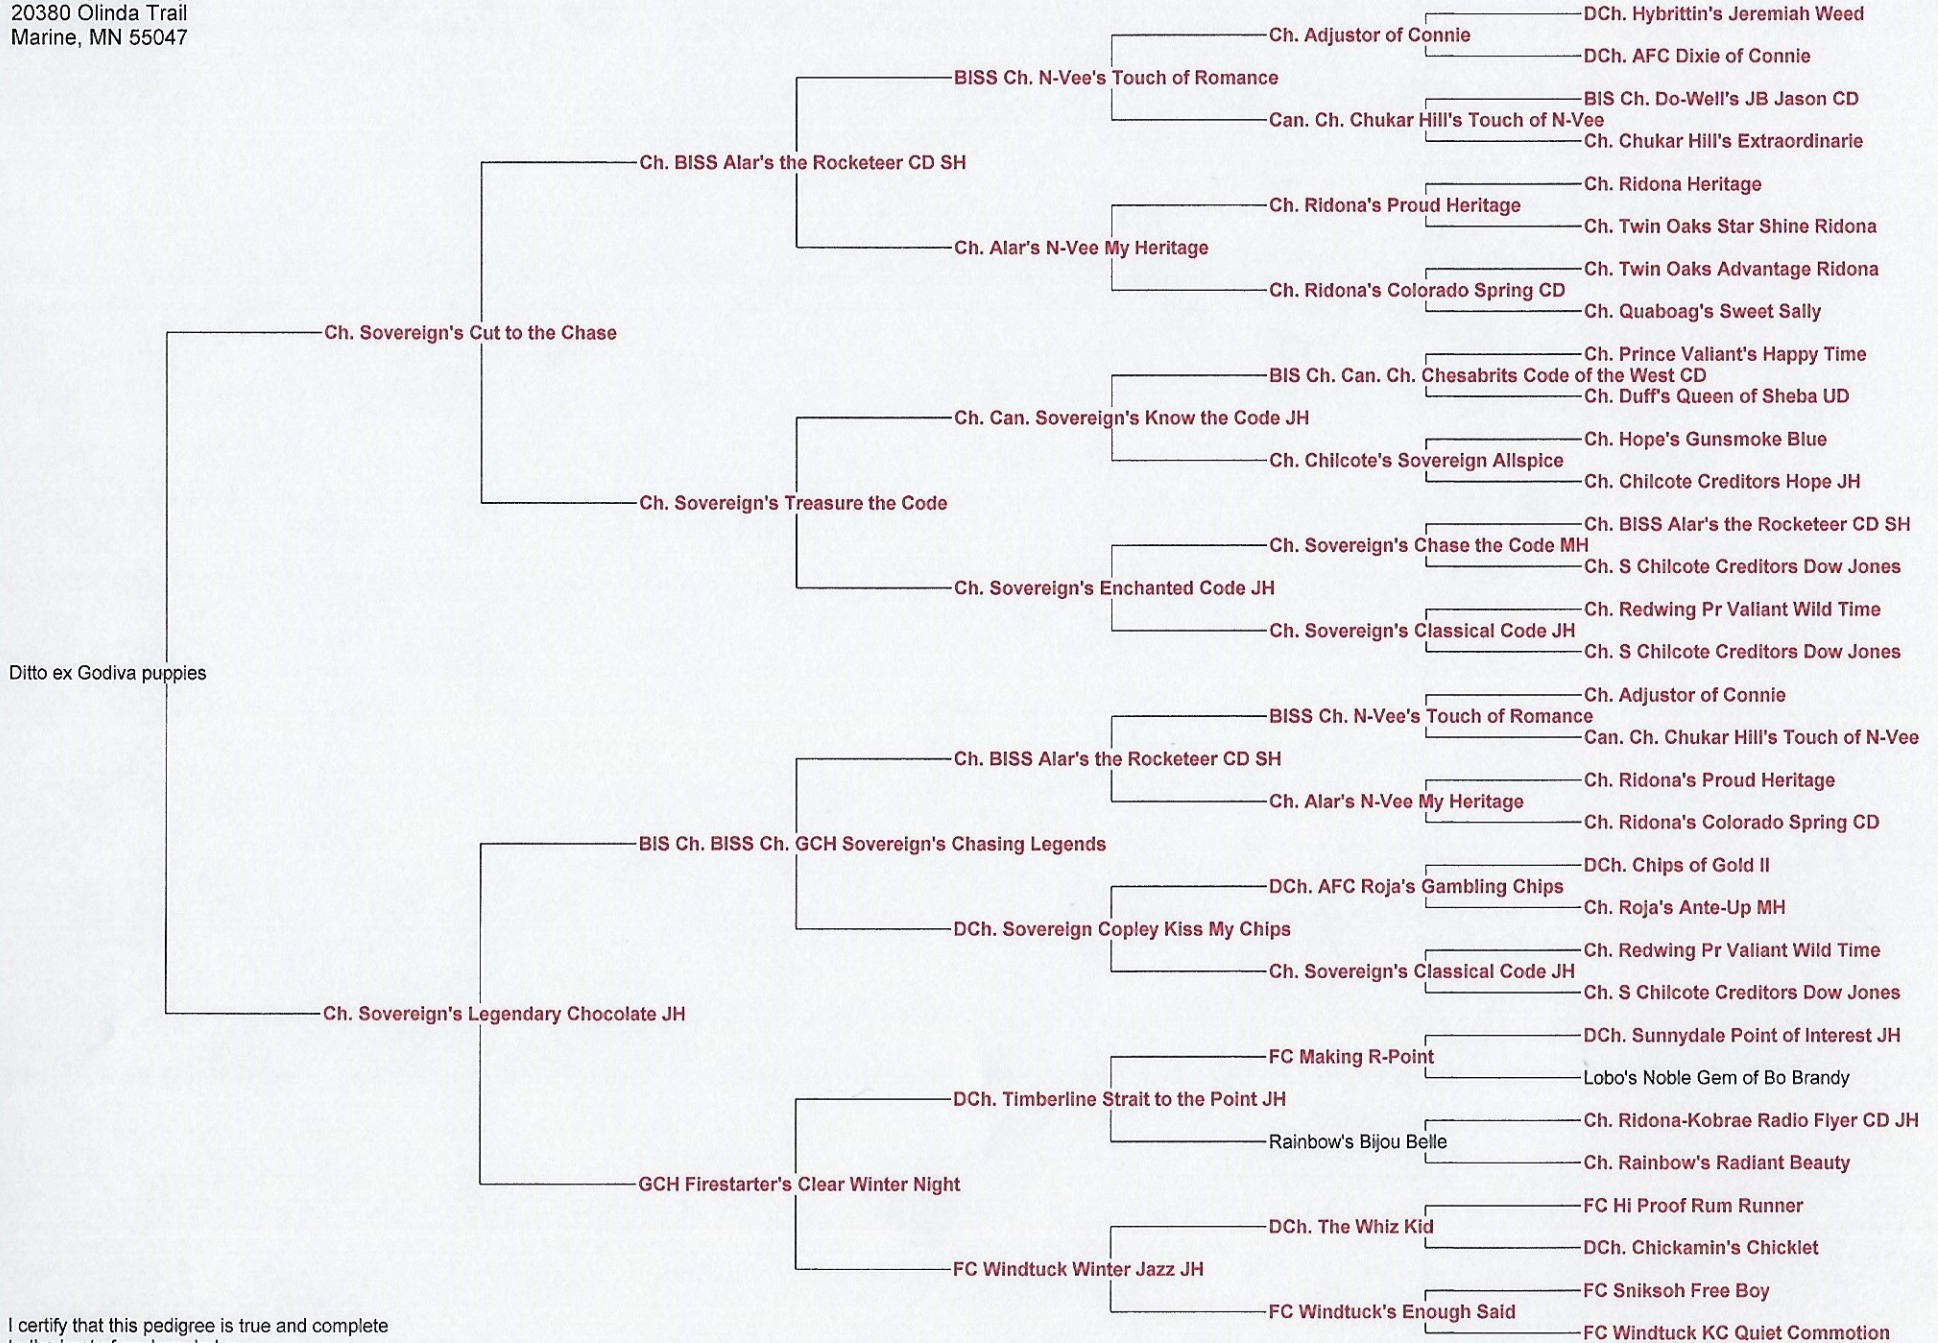 20380 Olinda Trail
Marine, MN 55047
DCh. Hybrittin's Jeremiah Weed
Ch. Adjustor of Connie
DCh. AFC Dixie of Connie
BISS Ch. N-Vee's Touch of Romance
BIS Ch. Do-Well's JB Jason CD
Can. Ch. Chukar Hill's Touch of N-Vee
Ch. Chukar Hill's Extraordinarie
Ch. BISS Alar's the Rocketeer CD SH
Ch. Ridona Heritage
Ch. Ridona's Proud Heritage
Ch. Twin Oaks Star Shine Ridona
Ch. Alar's N-Vee My Heritage
Ch. Twin Oaks Advantage Ridona
Ch. Ridona's Colorado Spring CD
Ch. Quaboag's Sweet Sally
Ch. Sovereign's Cut to the Chase
Ch. Prince Valiant's Happy Time
BIS Ch. Can. Ch. Chesabrits Code of the West CD
Ch. Duff's Queen of Sheba UD
Ch. Can. Sovereign's Know the Code JH
Ch. Hope's Gunsmoke Blue
Ch. Chilcote's Sovereign Allspice
Ch. Chilcote Creditors Hope JH
Ch. Sovereign's Treasure the Code
Ch. BISS Alar's the Rocketeer CD SH
Ch. Sovereign's Chase the Code MH
Ch. S Chilcote Creditors Dow Jones
Ch. Sovereign's Enchanted Code JH
Ch. Redwing Pr Valiant Wild Time
Ch. Sovereign's Classical Code JH
Ch. S Chilcote Creditors Dow Jones
Ditto ex Godiva puppies
Ch. Adjustor of Connie
BISS Ch. N-Vee's Touch of Romance
Can. Ch. Chukar Hill's Touch of N-Vee
Ch. BISS Alar's the Rocketeer CD SH
Ch. Ridona's Proud Heritage
Ch. Alar's N-Vee My Heritage
Ch. Ridona's Colorado Spring CD
BIS Ch. BISS Ch. GCH Sovereign's Chasing Legends
DCh. Chips of Gold II
DCh. AFC Roja's Gambling Chips
Ch. Roja's Ante-Up MH
DCh. Sovereign Copley Kiss My Chips
Ch. Redwing Pr Valiant Wild Time
Ch. Sovereign's Classical Code JH
Ch. S Chilcote Creditors Dow Jones
Ch. Sovereign's Legendary Chocolate JH
DCh. Sunnydale Point of Interest JH
FC Making R-Point
Lobo's Noble Gem of Bo Brandy
DCh. Timberline Strait to the Point JH
Ch. Ridona-Kobrae Radio Flyer CD JH
Rainbow's Bijou Belle
Ch. Rainbow's Radiant Beauty
GCH Firestarter's Clear Winter Night
FC Hi Proof Rum Runner
DCh. The Whiz Kid
DCh. Chickamin's Chicklet
FC Windtuck Winter Jazz JH
FC Sniksoh Free Boy
FC Windtuck's Enough Said
FC Windtuck KC Quiet Commotion
I certify that this pedigree is true and complete